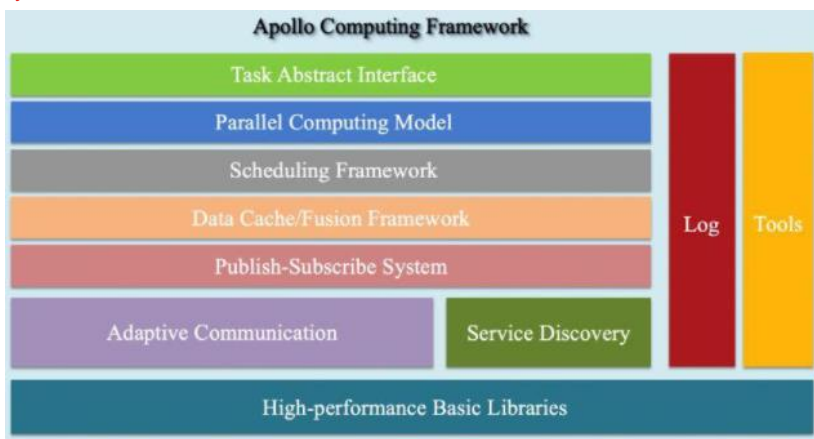 Apollo Computing Framework
Task Abstract Interface
Parallel Computing Model
Scheduling Framework
Data Cache/Fusion Framework
Publish-Subscribe System
Adaptive Communication
Service Discovery
Log
Tools
High-performance Basic Libraries